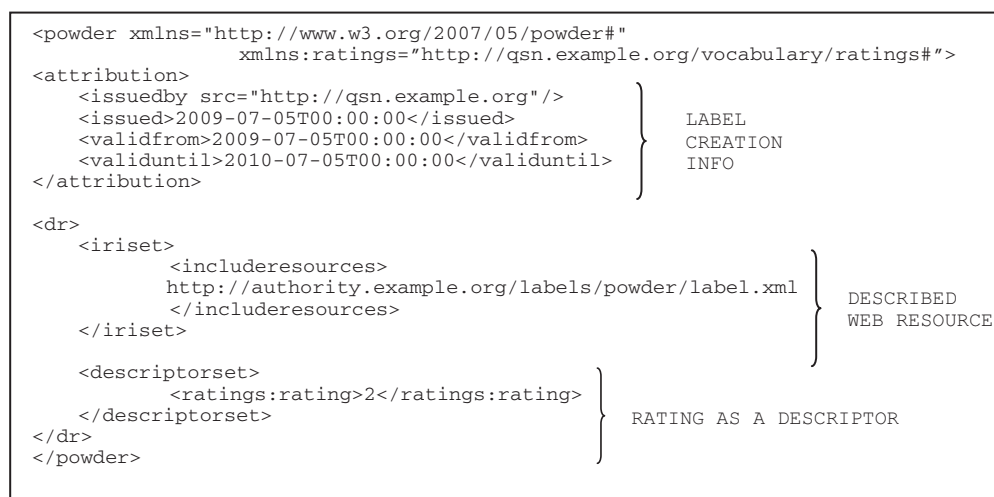 <powder xmlns="http://www.w3.org/2007/05/powder#"
xmlns:ratings=”http://qsn.example.org/vocabulary/ratings#”>
<attribution>
<issuedby src="http://qsn.example.org"/>
<issued>2009-07-05T00:00:00</issued>
<validfrom>2009-07-05T00:00:00</validfrom>
<validuntil>2010-07-05T00:00:00</validuntil>
</attribution>
LABEL
CREATION
INFO
<dr>
<iriset>
<includeresources>
http://authority.example.org/labels/powder/label.xml
</includeresources>
</iriset>
DESCRIBED
WEB RESOURCE
<descriptorset>
<ratings:rating>2</ratings:rating>
</descriptorset>
RATING AS A DESCRIPTOR
</dr>
</powder>